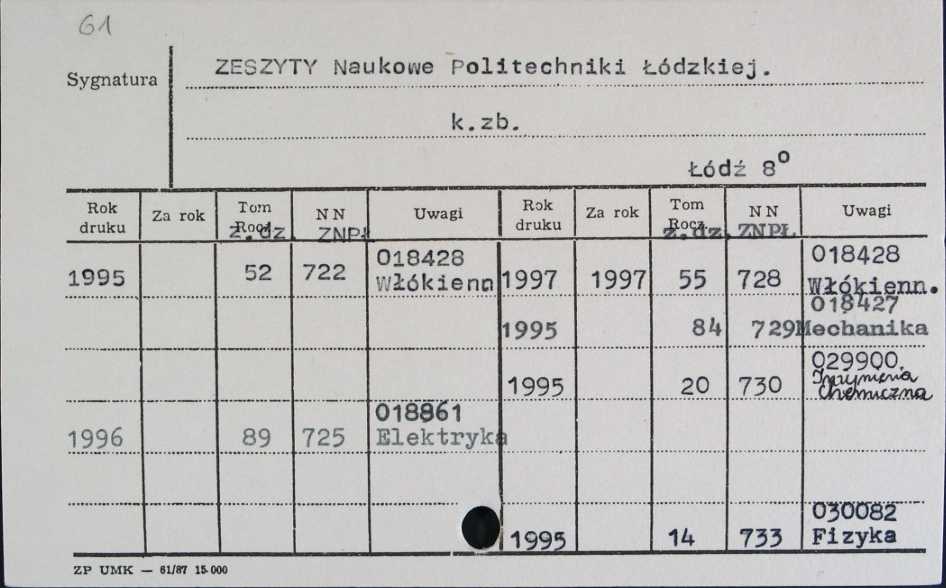 61
Sygnatura
ZESZYTY Naukowe Politechniki Łódzkiej.
k.zb.
Łódź 8°
Rok druku Za rok Tom Rocz. N N Uwagi Rok druku Za rok Tom Rocz. N N Uwagi
z.dz. ZNPŁ z.dz. ZNPŁ
018428 018428
1995 52 722 Włókienn 1997 1997 55 728 Włókienn.
018427
1995 84 729 Mechanika
029900.
1995 20 730 Inżynieria
Chemiczna
018861
1996 89 725 Elektryka
030082
1995 14 733 Fizyka
ZP UMK — 61/87 15.000